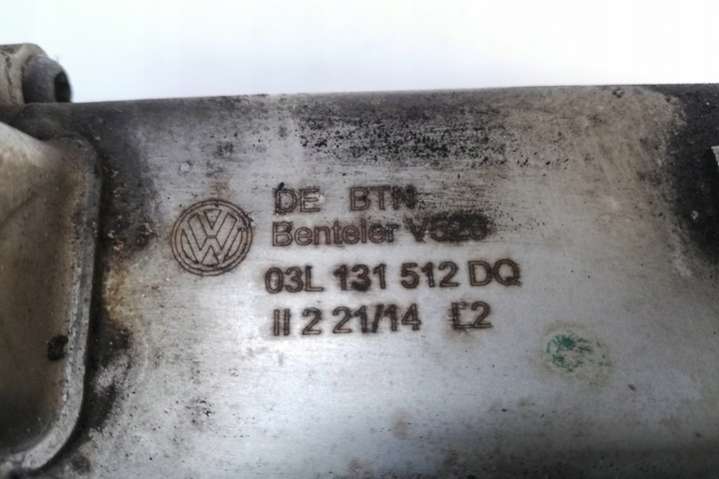 DE BTN
Benteler V526
03L 131 512 DQ
II 2 21/14 E2